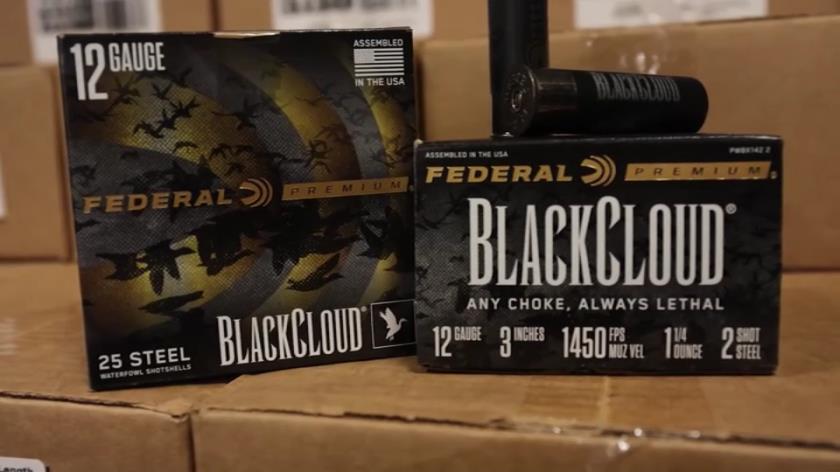 12 GAUGE
ASSEMBLED
IN THE USA
FEDERAL PREMIUM®
BLACKCLOUD®
25 STEEL
WATERFOWL SHOTSHELLS
BLACKCLOUD
ASSEMBLED IN THE USA
PWBX142 2
FEDERAL PREMIUM®
BLACKCLOUD®
ANY CHOKE, ALWAYS LETHAL
12 GAUGE 3 INCHES 1450 FPS MUZ VEL 1 1/4 OUNCE 2 SHOT STEEL
Length